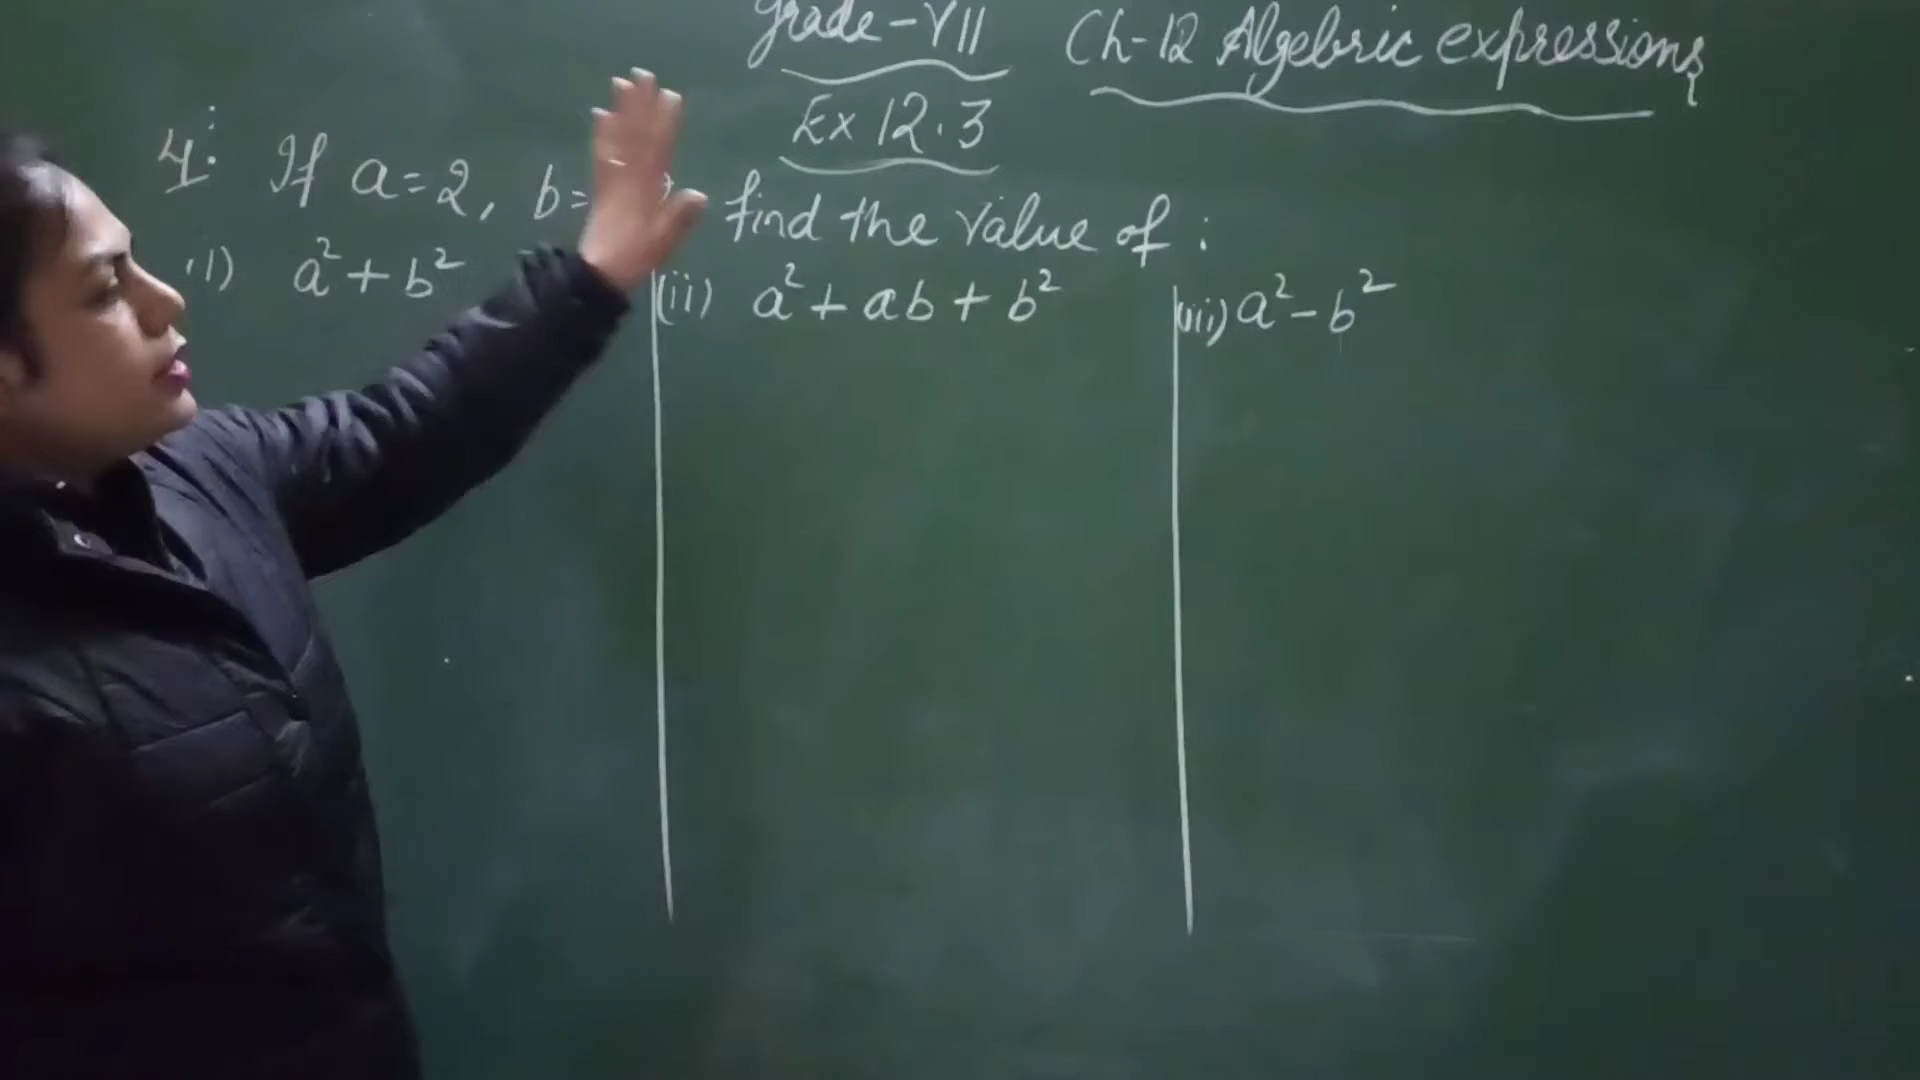 Grade-VII Ch-12 Algebric expressions
Ex 12.3
4: If a=2, b= find the value of :
(i) a²+b² (ii) a²+ab+b² (iii) a²-b²